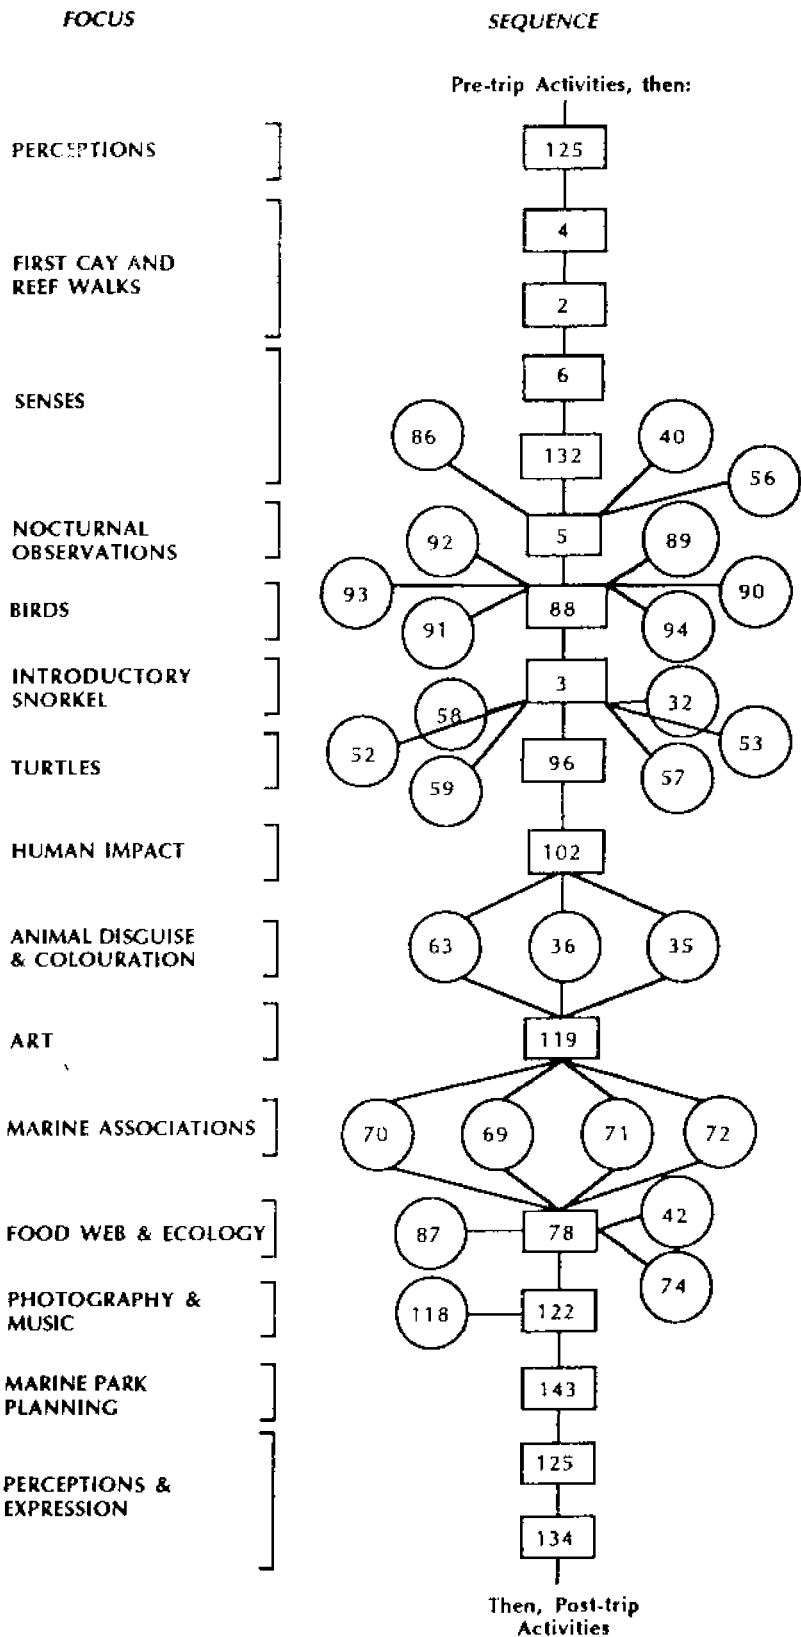 FOCUS
SEQUENCE
Pre-trip Activities, then:
PERCEPTIONS
125
4
FIRST CAY AND
REEF WALKS
2
6
SENSES
86
40
132
56
NOCTURNAL
OBSERVATIONS
92
5
89
93
90
BIRDS
88
91
94
INTRODUCTORY
SNORKEL
3
58
32
52
53
TURTLES
96
59
57
HUMAN IMPACT
102
ANIMAL DISGUISE
& COLOURATION
63
36
35
ART
119
MARINE ASSOCIATIONS
70
69
71
72
FOOD WEB & ECOLOGY
87
78
42
74
PHOTOGRAPHY &
MUSIC
118
122
MARINE PARK
PLANNING
143
125
PERCEPTIONS &
EXPRESSION
134
Then, Post-trip
Activities